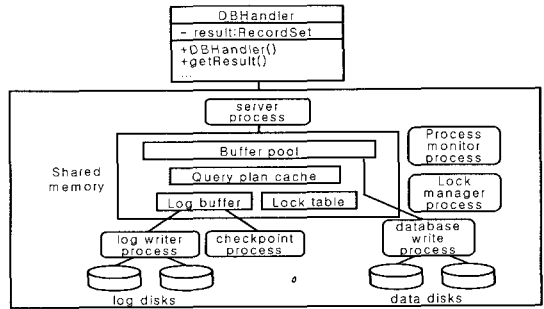 DBHandler
- result:RecordSet
+DBHandler()
+getResult()
...
server
process
Buffer pool
Process
monitor
process
Query plan cache
Shared
memory
Lock
manager
process
Log buffer
Lock table
log writer
process
checkpoint
process
database
write
process
log disks
data disks